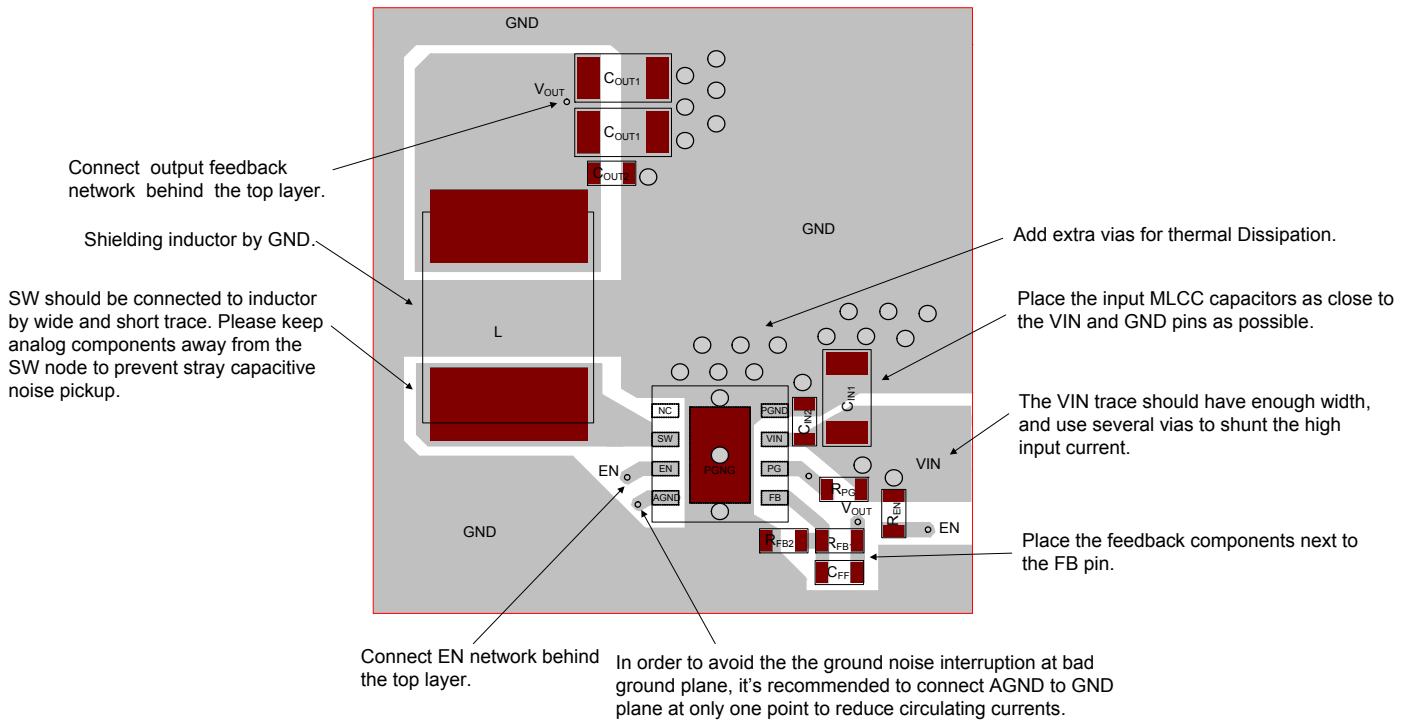 GND
COUT1
VOUT
COUT1
Connect output feedback
network behind the top layer.
COUT2
GND
Shielding inductor by GND.
Add extra vias for thermal Dissipation.
SW should be connected to inductor
by wide and short trace. Please keep
analog components away from the
SW node to prevent stray capacitive
noise pickup.
L
Place the input MLCC capacitors as close to
the VIN and GND pins as possible.
NC
PGND
CIN2
CIN1
SW
VIN
The VIN trace should have enough width,
and use several vias to shunt the high
input current.
EN
EN
PGNG
PG
VIN
AGND
FB
RPG
VOUT
REN
EN
GND
RFB2
RFB1
CFF
Place the feedback components next to
the FB pin.
Connect EN network behind
the top layer.
In order to avoid the the ground noise interruption at bad
ground plane, it's recommended to connect AGND to GND
plane at only one point to reduce circulating currents.